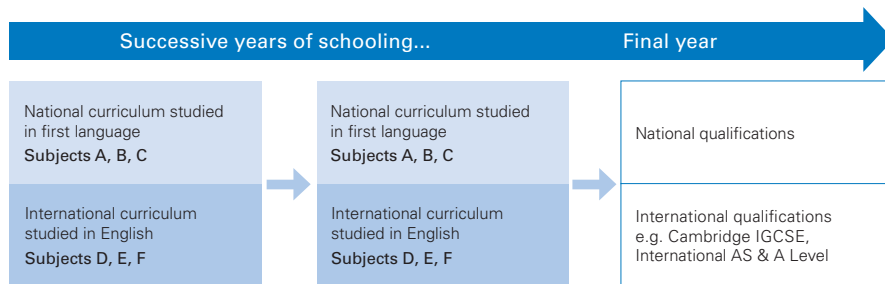 Successive years of schooling...
Final year
National curriculum studied
in first language
Subjects A, B, C
International curriculum
studied in English
Subjects D, E, F
National curriculum studied
in first language
Subjects A, B, C
International curriculum
studied in English
Subjects D, E, F
National qualifications
International qualifications
e.g. Cambridge IGCSE,
International AS & A Level